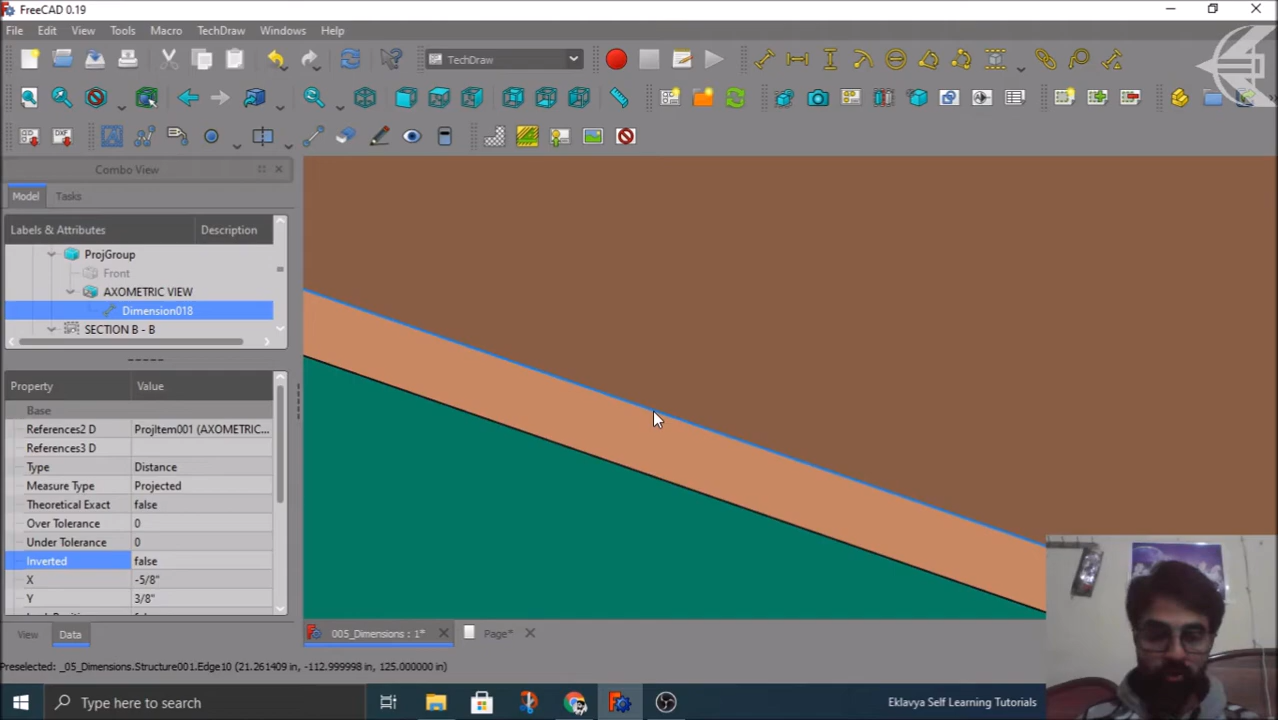 FreeCAD 0.19
File Edit View Tools Macro TechDraw Windows Help
TechDraw
Combo View
Model Tasks
Labels & Attributes Description
ProjGroup
Front
AXOMETRIC VIEW
Dimension018
SECTION B - B
Property Value
Base
References2 D ProjItem001 (AXOMETRIC...
References3 D
Type Distance
Measure Type Projected
Theoretical Exact false
Over Tolerance 0
Under Tolerance 0
Inverted false
X -5/8"
Y 3/8"
View Data
005_Dimensions : 1* Page*
Preselected: _05_Dimensions.Structure001.Edge10 (21.261409 in, -112.999998 in, 125.000000 in)
Type here to search
Eklavya Self Learning Tutorials